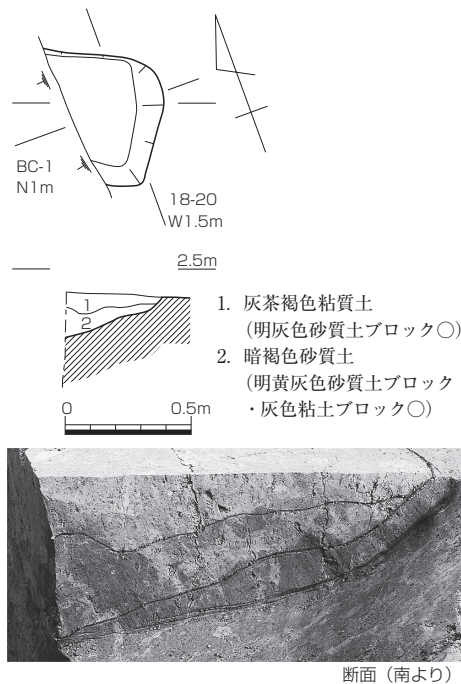 BC-1
N1m
18-20
W1.5m
2.5m
1
2
1. 灰茶褐色粘質土
(明灰色砂質土ブロック○)
2. 暗褐色砂質土
(明黄灰色砂質土ブロック
・灰色粘土ブロック○)
0 0.5m
断面（南より）